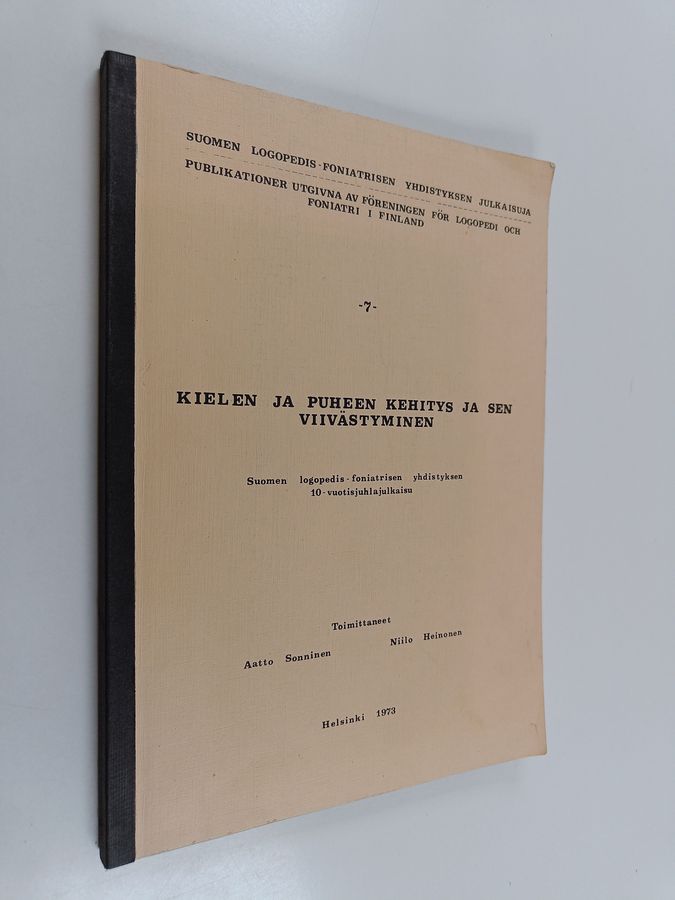 SUOMEN LOGOPEDIS-FONIATRISEN YHDISTYKSEN JULKAISUJA
PUBLIKATIONER UTGIVNA AV FÖRENINGEN FÖR LOGOPEDI OCH
FONIATRI I FINLAND
-7-
KIELEN JA PUHEEN KEHITYS JA SEN
VIIVÄSTYMINEN
Suomen logopedis-foniatrisen yhdistyksen
10-vuotisjuhlajulkaisu
Toimittaneet
Aatto Sonninen Niilo Heinonen
Helsinki 1973